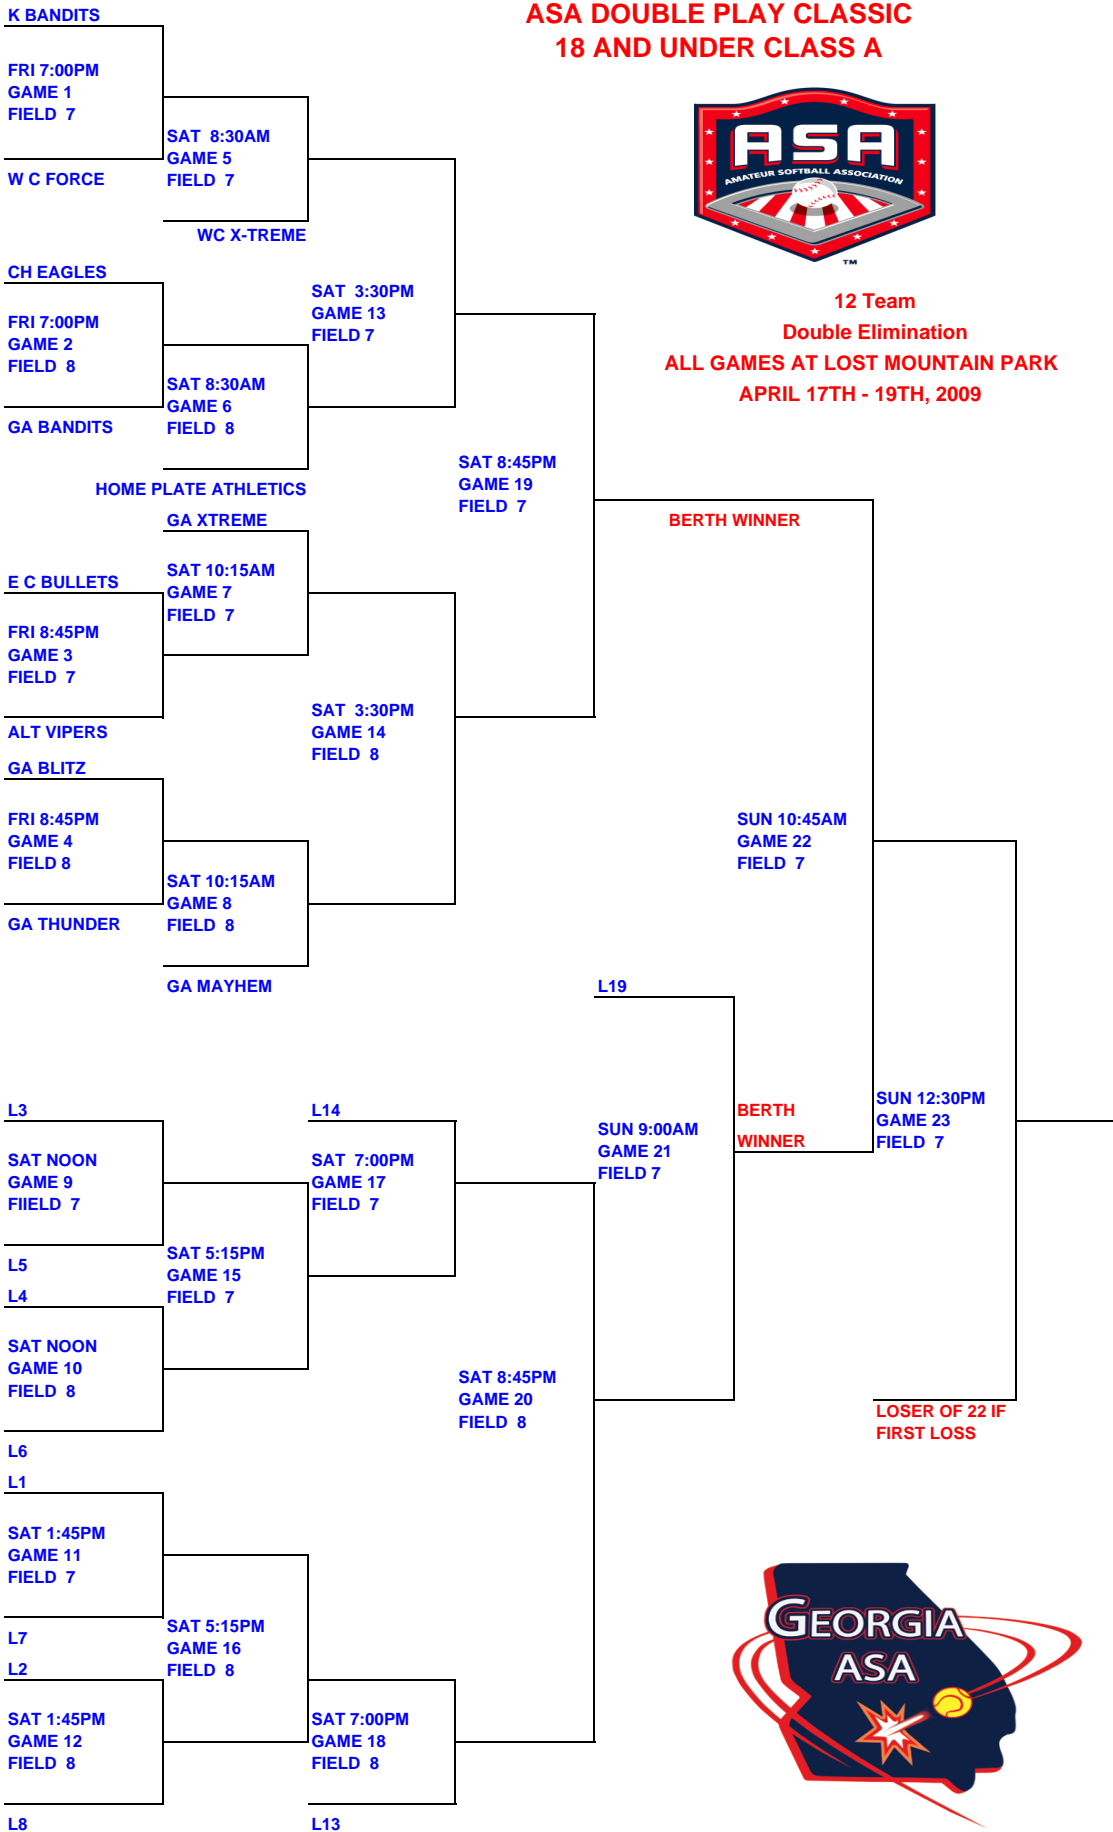 ASA DOUBLE PLAY CLASSIC
18 AND UNDER CLASS A
ASA
AMATEUR SOFTBALL ASSOCIATION
TM
12 Team
Double Elimination
ALL GAMES AT LOST MOUNTAIN PARK
APRIL 17TH - 19TH, 2009
K BANDITS
FRI 7:00PM
GAME 1
FIELD 7
W C FORCE
SAT 8:30AM
GAME 5
FIELD 7
WC X-TREME
CH EAGLES
FRI 7:00PM
GAME 2
FIELD 8
GA BANDITS
SAT 8:30AM
GAME 6
FIELD 8
HOME PLATE ATHLETICS
SAT 3:30PM
GAME 13
FIELD 7
GA XTREME
E C BULLETS
SAT 10:15AM
GAME 7
FIELD 7
FRI 8:45PM
GAME 3
FIELD 7
ALT VIPERS
GA BLITZ
FRI 8:45PM
GAME 4
FIELD 8
GA THUNDER
SAT 10:15AM
GAME 8
FIELD 8
GA MAYHEM
SAT 3:30PM
GAME 14
FIELD 8
SAT 8:45PM
GAME 19
FIELD 7
BERTH WINNER
SUN 10:45AM
GAME 22
FIELD 7
L19
L3
SAT NOON
GAME 9
FIIELD 7
L5
L4
SAT NOON
GAME 10
FIELD 8
L6
SAT 5:15PM
GAME 15
FIELD 7
L14
SAT 7:00PM
GAME 17
FIELD 7
SUN 9:00AM
GAME 21
FIELD 7
BERTH
WINNER
SUN 12:30PM
GAME 23
FIELD 7
SAT 8:45PM
GAME 20
FIELD 8
LOSER OF 22 IF
FIRST LOSS
L1
SAT 1:45PM
GAME 11
FIELD 7
L7
L2
SAT 1:45PM
GAME 12
FIELD 8
L8
SAT 5:15PM
GAME 16
FIELD 8
SAT 7:00PM
GAME 18
FIELD 8
L13
GEORGIA
ASA